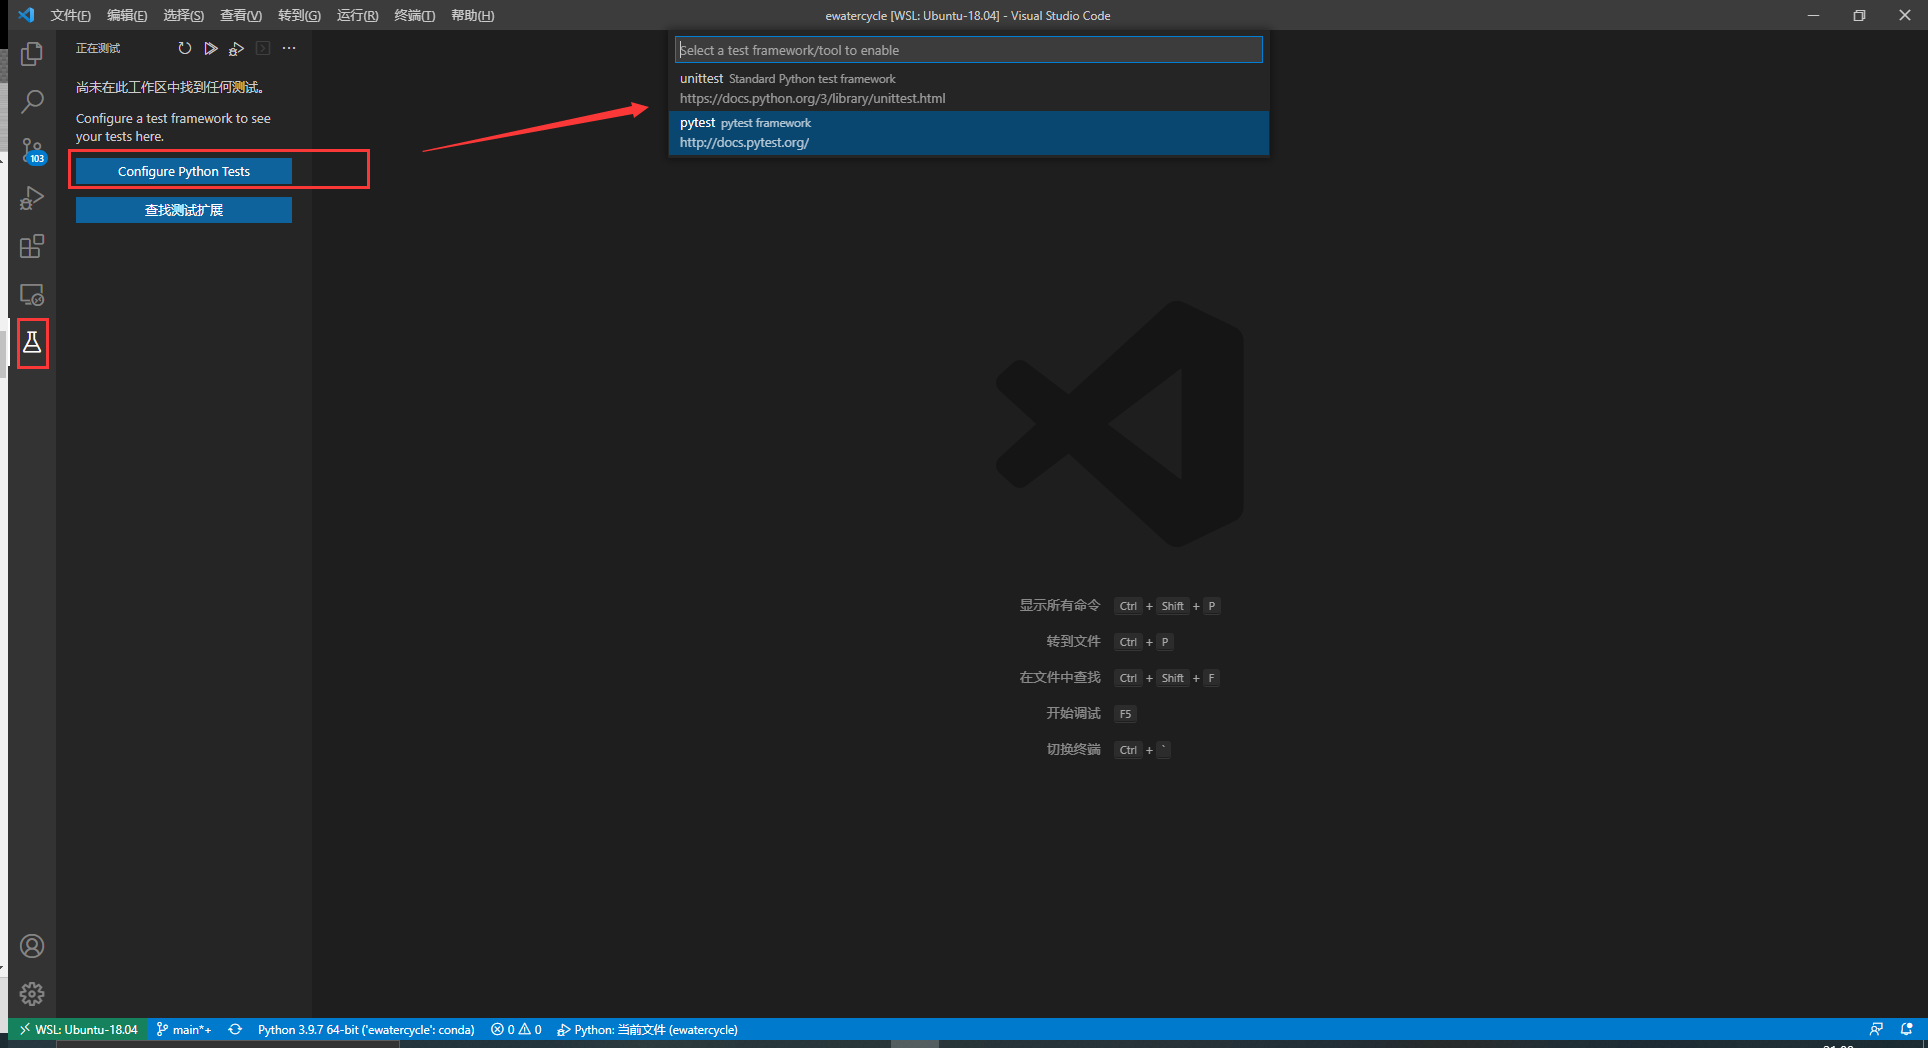 文件(F) 编辑(E) 选择(S) 查看(V) 转到(G) 运行(R) 终端(T) 帮助(H)
ewatercycle [WSL: Ubuntu-18.04] - Visual Studio Code
正在测试
尚未在此工作区中找到任何测试。
Configure a test framework to see
your tests here.
Configure Python Tests
查找测试扩展
103
Select a test framework/tool to enable
unittest Standard Python test framework
https://docs.python.org/3/library/unittest.html
pytest pytest framework
http://docs.pytest.org/
显示所有命令 Ctrl + Shift + P
转到文件 Ctrl + P
在文件中查找 Ctrl + Shift + F
开始调试 F5
切换终端 Ctrl + `
WSL: Ubuntu-18.04 main*+ Python 3.9.7 64-bit ('ewatercycle': conda) 0 0 Python: 当前文件 (ewatercycle)